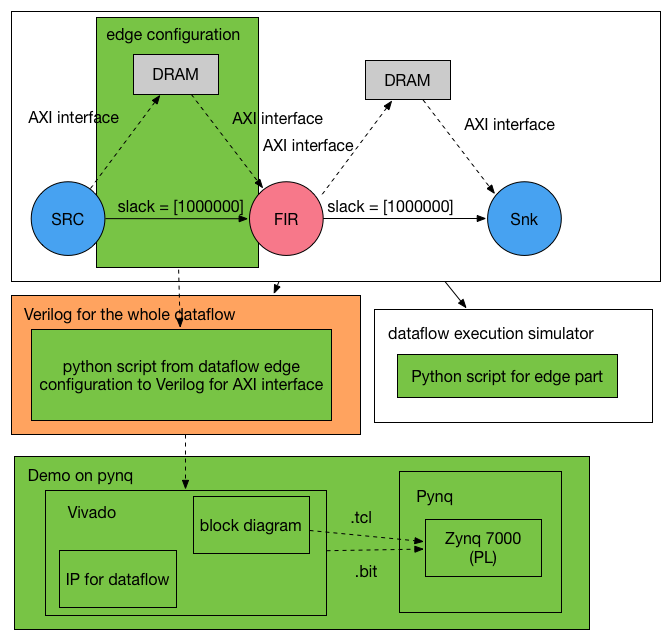 edge configuration
DRAM
DRAM
AXI interface
AXI interface
AXI interface
AXI interface
SRC
slack = [1000000]
FIR
slack = [1000000]
Snk
Verilog for the whole dataflow
python script from dataflow edge
configuration to Verilog for AXI interface
dataflow execution simulator
Python script for edge part
Demo on pynq
Vivado
block diagram
IP for dataflow
.tcl
.bit
Pynq
Zynq 7000
(PL)